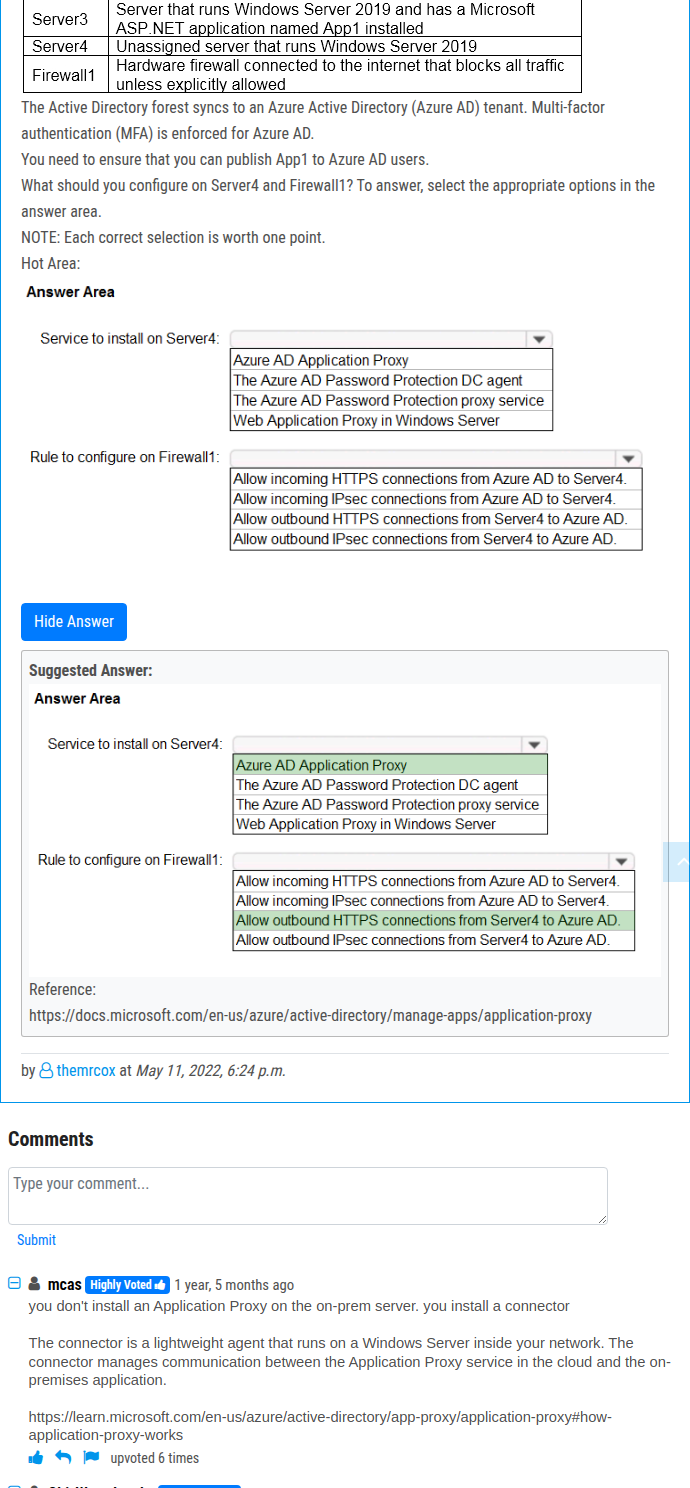 Server3
Server that runs Windows Server 2019 and has a Microsoft
ASP.NET application named App1 installed
Server4
Unassigned server that runs Windows Server 2019
Firewall1
Hardware firewall connected to the internet that blocks all traffic
unless explicitly allowed
The Active Directory forest syncs to an Azure Active Directory (Azure AD) tenant. Multi-factor
authentication (MFA) is enforced for Azure AD.
You need to ensure that you can publish App1 to Azure AD users.
What should you configure on Server4 and Firewall1? To answer, select the appropriate options in the
answer area.
NOTE: Each correct selection is worth one point.
Hot Area:
Answer Area
Service to install on Server4:
Azure AD Application Proxy
The Azure AD Password Protection DC agent
The Azure AD Password Protection proxy service
Web Application Proxy in Windows Server
Rule to configure on Firewall1:
Allow incoming HTTPS connections from Azure AD to Server4.
Allow incoming IPsec connections from Azure AD to Server4.
Allow outbound HTTPS connections from Server4 to Azure AD.
Allow outbound IPsec connections from Server4 to Azure AD.
Hide Answer
Suggested Answer:
Answer Area
Service to install on Server4:
Azure AD Application Proxy
The Azure AD Password Protection DC agent
The Azure AD Password Protection proxy service
Web Application Proxy in Windows Server
Rule to configure on Firewall1:
Allow incoming HTTPS connections from Azure AD to Server4.
Allow incoming IPsec connections from Azure AD to Server4.
Allow outbound HTTPS connections from Server4 to Azure AD.
Allow outbound IPsec connections from Server4 to Azure AD.
Reference:
https://docs.microsoft.com/en-us/azure/active-directory/manage-apps/application-proxy
by themrcox at May 11, 2022, 6:24 p.m.
Comments
Type your comment...
Submit
mcas Highly Voted 1 year, 5 months ago
you don't install an Application Proxy on the on-prem server. you install a connector
The connector is a lightweight agent that runs on a Windows Server inside your network. The
connector manages communication between the Application Proxy service in the cloud and the on-
premises application.
https://learn.microsoft.com/en-us/azure/active-directory/app-proxy/application-proxy#how-
application-proxy-works
upvoted 6 times